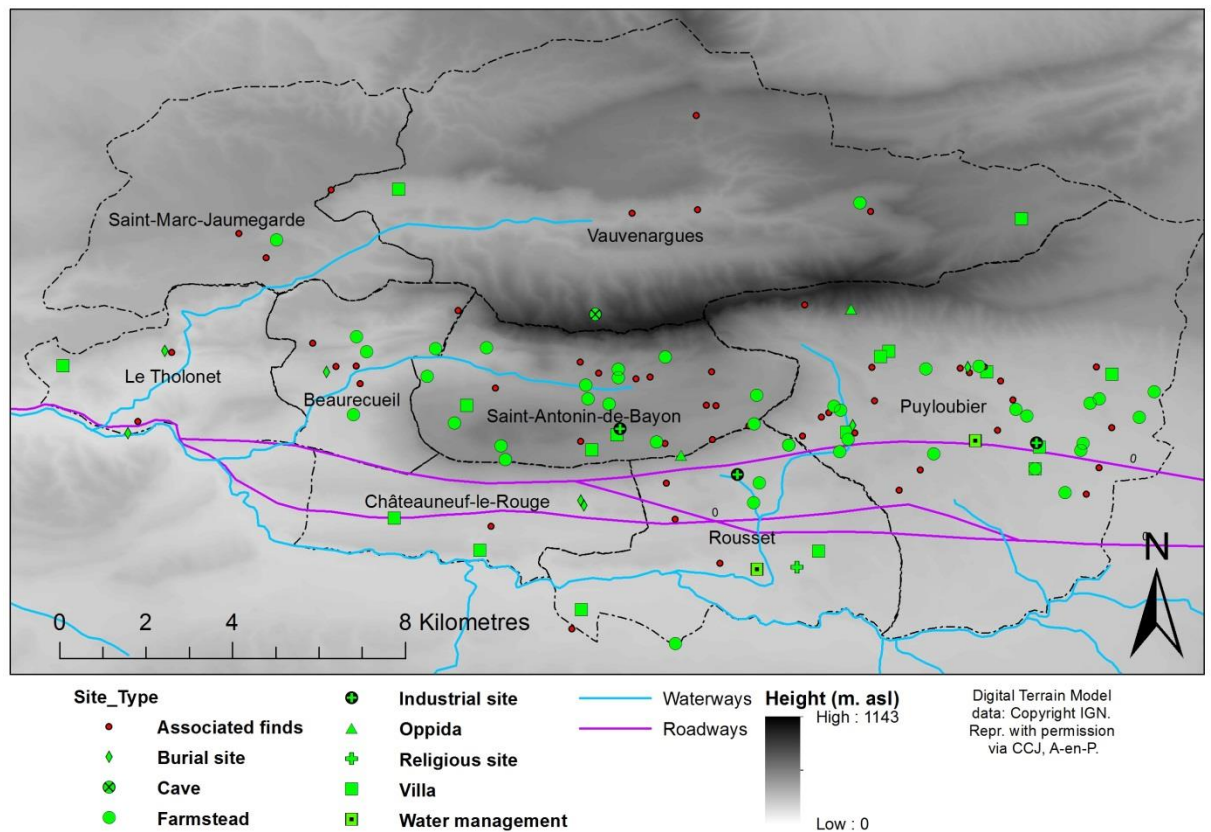 Saint-Marc-Jaumegarde
Vauvenargues
Le Tholonet
Beaurecueil
Saint-Antonin-de-Bayon
Puyloubier
0
Châteauneuf-le-Rouge
0
Rousset
0
N
0 2 4 8 Kilometres
Site_Type
Associated finds
Burial site
Cave
Farmstead
Industrial site
Oppida
Religious site
Villa
Water management
Waterways
Roadways
Height (m. asl)
High : 1143
Low : 0
Digital Terrain Model
data: Copyright IGN.
Repr. with permission
via CCJ, A-en-P.